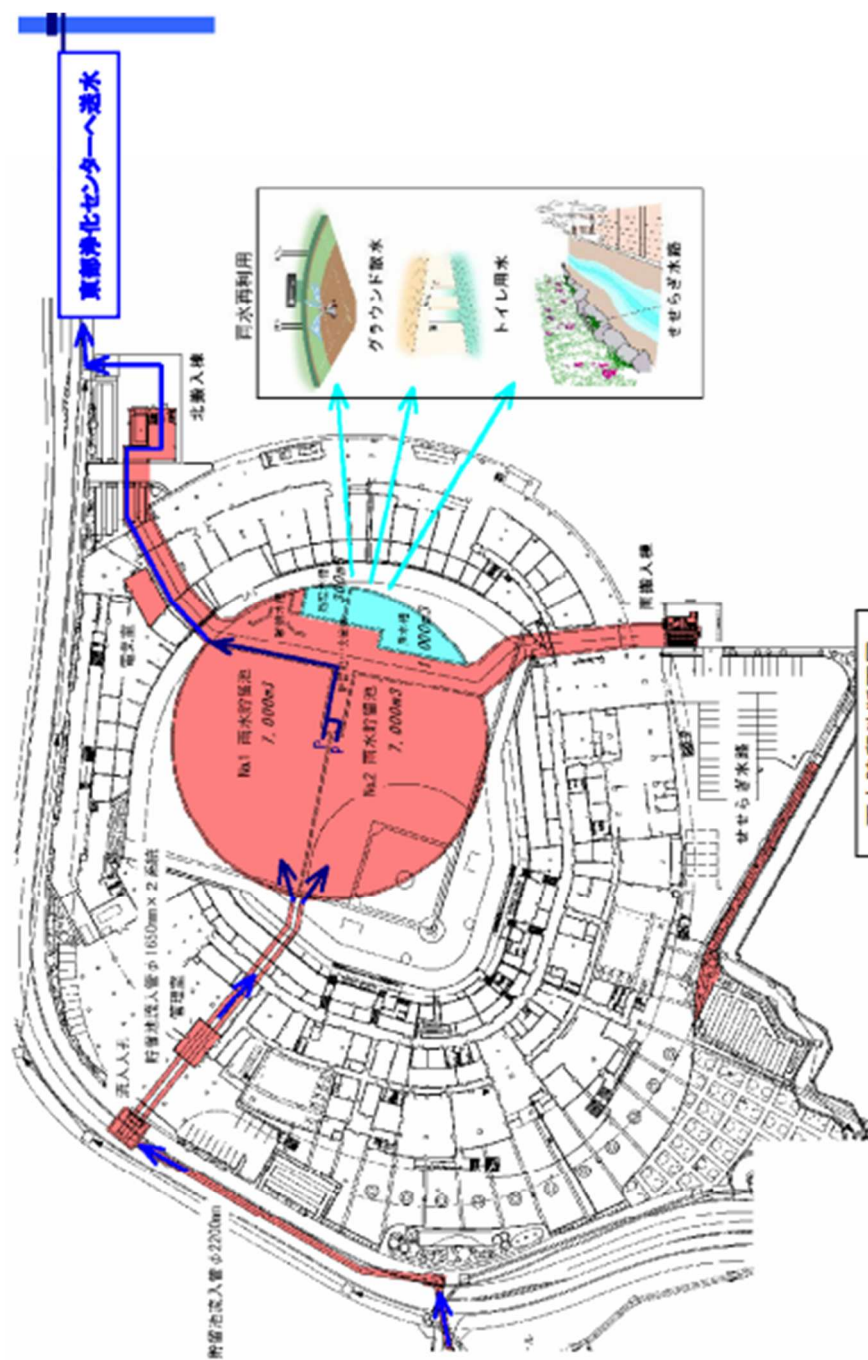 東部浄化センターへ送水
雨水再利用
グラウンド散水
トイレ用水
せせらぎ水路
北搬入棟
電気室
No.1 雨水貯留池
7,000m3
No.2 雨水貯留池
7,000m3
南搬入棟
せせらぎ水路
流入人孔
貯留池流入管φ1650mm×2系統
管理室
貯留池流入管φ2200mm